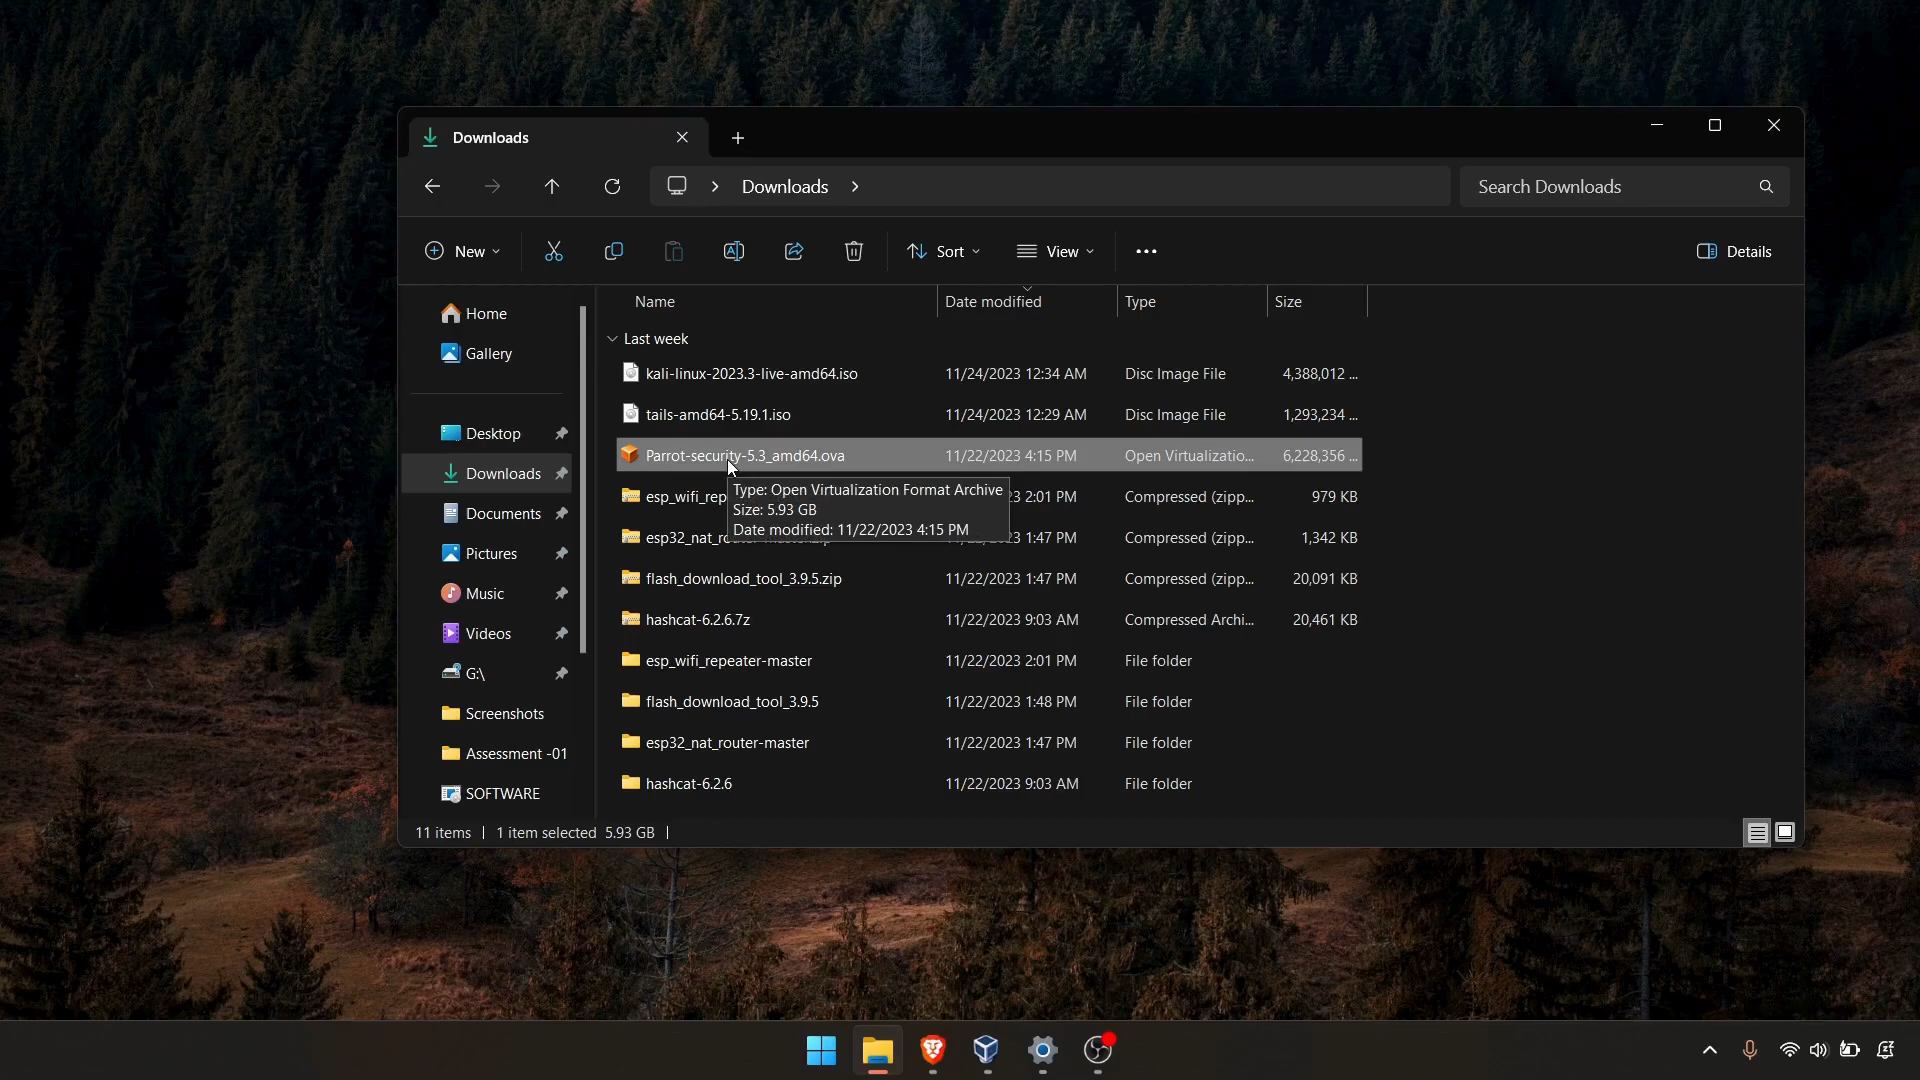 Downloads
Downloads
Search Downloads
New
Sort
View
Details
Name Date modified Type Size
Home
Gallery
Desktop
Downloads
Documents
Pictures
Music
Videos
G:\
Screenshots
Assessment -01
SOFTWARE
Last week
kali-linux-2023.3-live-amd64.iso 11/24/2023 12:34 AM Disc Image File 4,388,012 ...
tails-amd64-5.19.1.iso 11/24/2023 12:29 AM Disc Image File 1,293,234 ...
Parrot-security-5.3_amd64.ova 11/22/2023 4:15 PM Open Virtualizatio... 6,228,356 ...
esp_wifi_rep 3 2:01 PM Compressed (zipp... 979 KB
Type: Open Virtualization Format Archive
Size: 5.93 GB
Date modified: 11/22/2023 4:15 PM
esp32_nat_ 3 1:47 PM Compressed (zipp... 1,342 KB
flash_download_tool_3.9.5.zip 11/22/2023 1:47 PM Compressed (zipp... 20,091 KB
hashcat-6.2.6.7z 11/22/2023 9:03 AM Compressed Archi... 20,461 KB
esp_wifi_repeater-master 11/22/2023 2:01 PM File folder
flash_download_tool_3.9.5 11/22/2023 1:48 PM File folder
esp32_nat_router-master 11/22/2023 1:47 PM File folder
hashcat-6.2.6 11/22/2023 9:03 AM File folder
11 items 1 item selected 5.93 GB